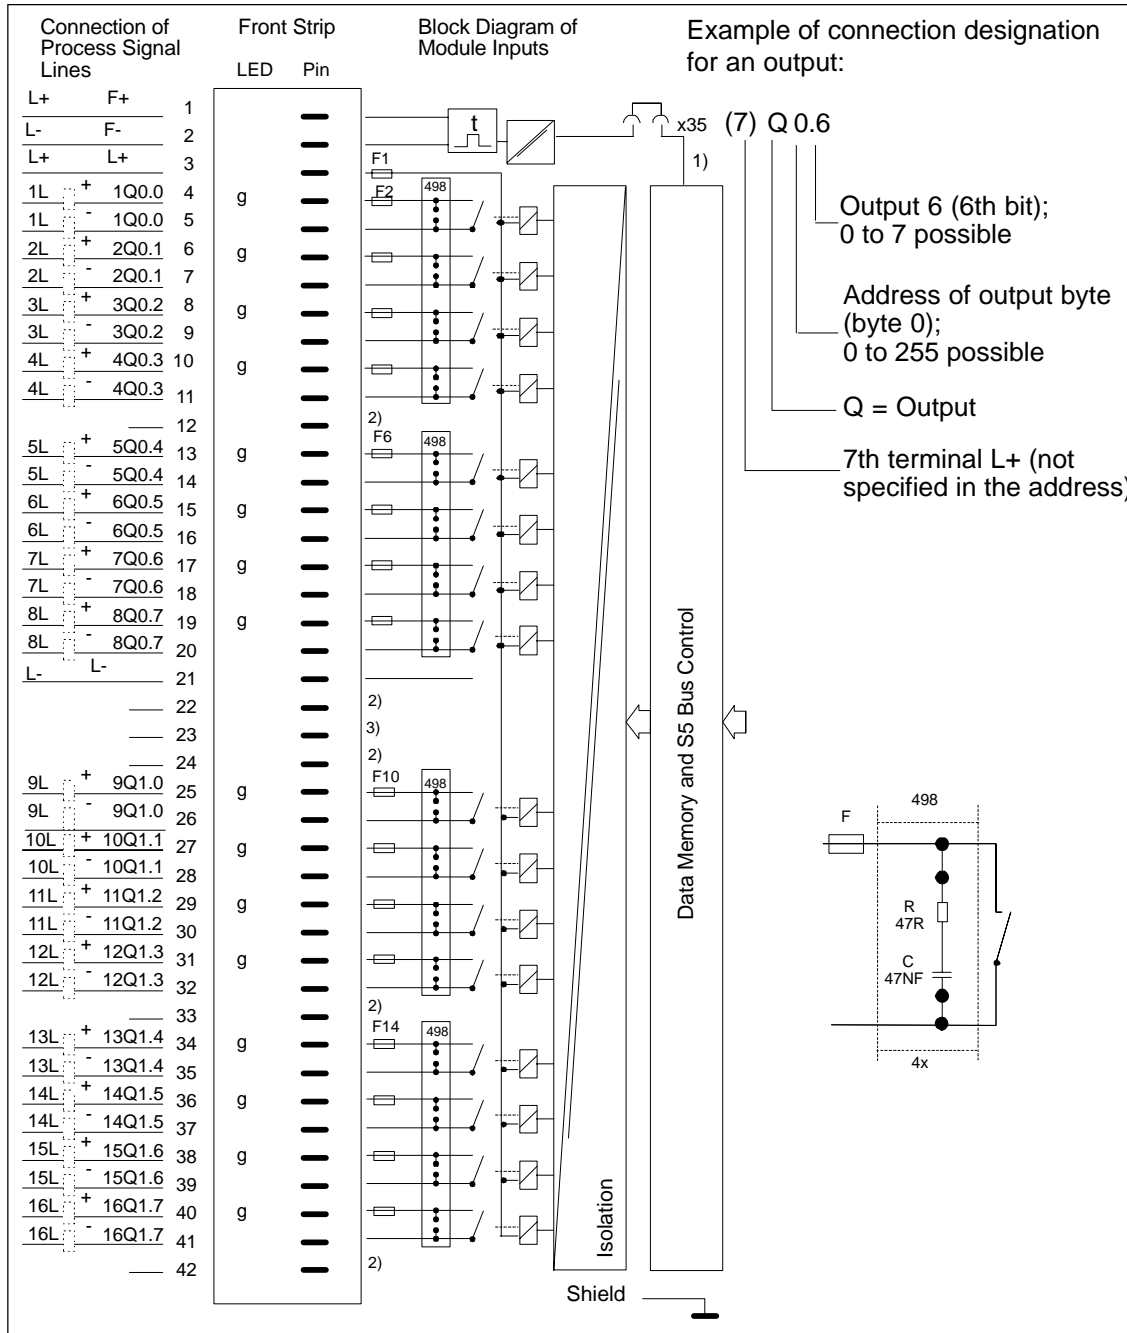 Connection of
Process Signal
Lines
Front Strip
LED Pin
Block Diagram of
Module Inputs
Example of connection designation
for an output:
L+ F+ 1
L- F- 2
L+ L+ 3
F1
t
x35
1)
(7) Q 0.6
1L + 1Q0.0 4 g F2 498
1L - 1Q0.0 5
2L + 2Q0.1 6 g
2L - 2Q0.1 7
3L + 3Q0.2 8 g
3L - 3Q0.2 9
4L + 4Q0.3 10 g
4L - 4Q0.3 11
12 2)
5L + 5Q0.4 13 g F6 498
5L - 5Q0.4 14
6L + 6Q0.5 15 g
6L - 6Q0.5 16
7L + 7Q0.6 17 g
7L - 7Q0.6 18
8L + 8Q0.7 19 g
8L - 8Q0.7 20
L- L- 21
22 2)
23 3)
24 2)
9L + 9Q1.0 25 g F10 498
9L - 9Q1.0 26
10L + 10Q1.1 27 g
10L - 10Q1.1 28
11L + 11Q1.2 29 g
11L - 11Q1.2 30
12L + 12Q1.3 31 g
12L - 12Q1.3 32
33 2)
13L + 13Q1.4 34 g F14 498
13L - 13Q1.4 35
14L + 14Q1.5 36 g
14L - 14Q1.5 37
15L + 15Q1.6 38 g
15L - 15Q1.6 39
16L + 16Q1.7 40 g
16L - 16Q1.7 41
42 2)
Isolation
Data Memory and S5 Bus Control
Shield
Output 6 (6th bit);
0 to 7 possible
Address of output byte
(byte 0);
0 to 255 possible
Q = Output
7th terminal L+ (not
specified in the address)
498
F
R
47R
C
47NF
4x